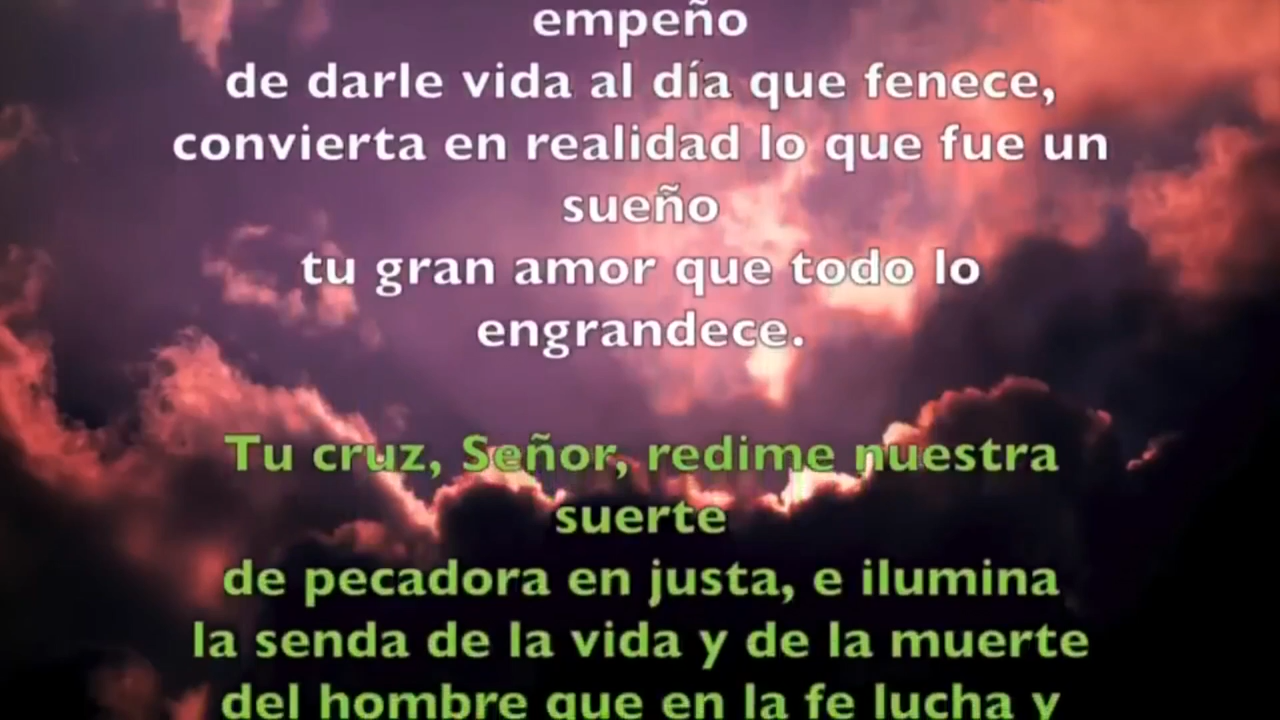 empeño
de darle vida al día que fenece,
convierta en realidad lo que fue un
sueño
tu gran amor que todo lo
engrandece.
Tu cruz, Señor, redime nuestra
suerte
de pecadora en justa, e ilumina
la senda de la vida y de la muerte
del hombre que en la fe lucha y